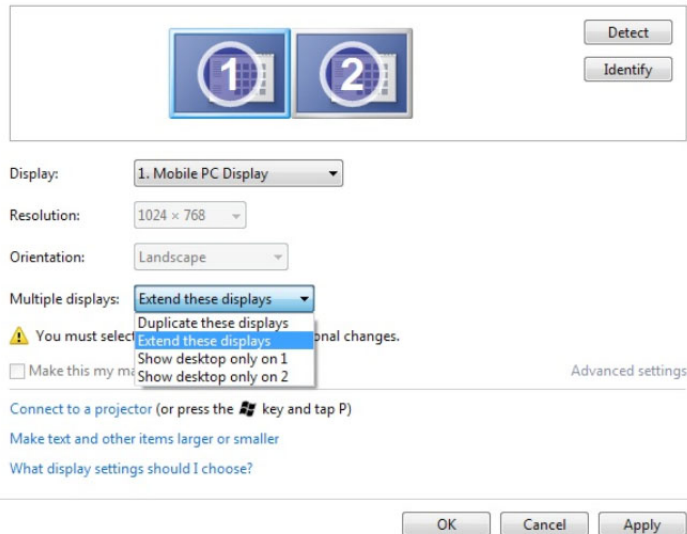 1 2
Detect
Identify
Display: 1. Mobile PC Display
Resolution: 1024 × 768
Orientation: Landscape
Multiple displays: Extend these displays
Duplicate these displays
You must select
Extend these displays
changes.
Show desktop only on 1
Make this my
Show desktop only on 2
Advanced settings
Connect to a projector (or press the key and tap P)
Make text and other items larger or smaller
What display settings should I choose?
OK Cancel Apply